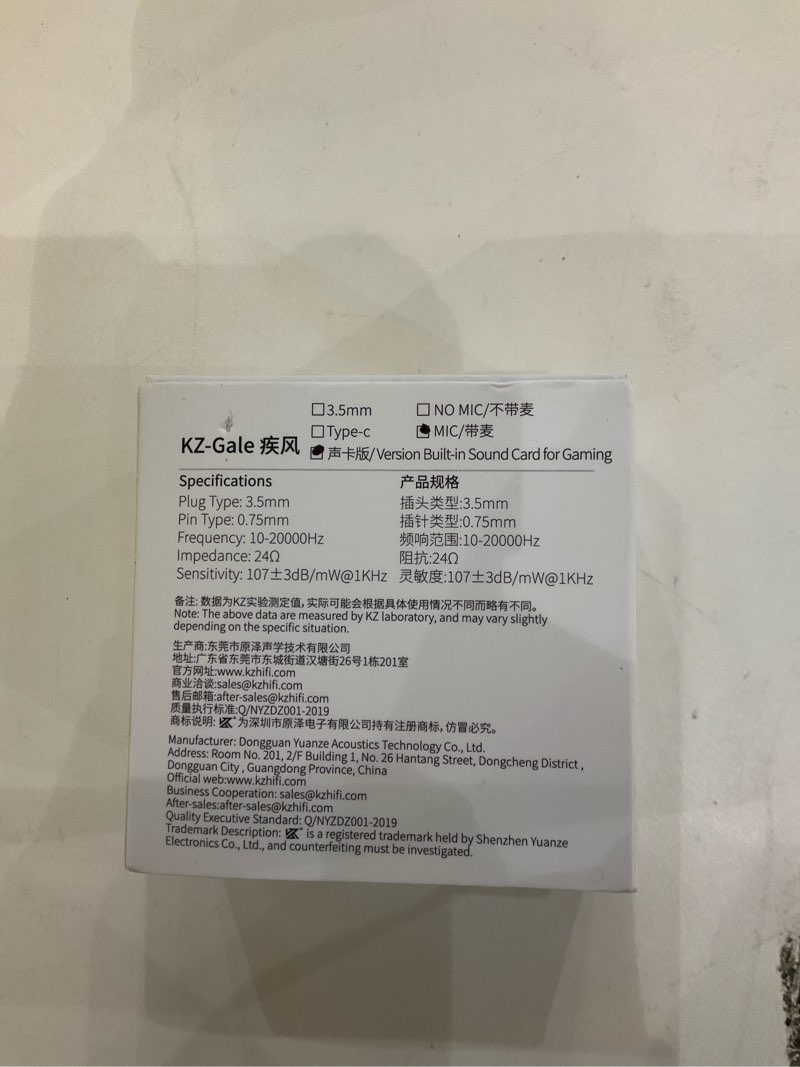 ☐3.5mm ☐ NO MIC/不带麦
☐Type-c ☑ MIC/带麦
KZ-Gale 疾风 ☑ 声卡版/Version Built-in Sound Card for Gaming
Specifications
Plug Type: 3.5mm
Pin Type: 0.75mm
Frequency: 10-20000Hz
Impedance: 24Ω
Sensitivity: 107±3dB/mW@1KHz
产品规格
插头类型:3.5mm
插针类型:0.75mm
频响范围:10-20000Hz
阻抗:24Ω
灵敏度:107±3dB/mW@1KHz
备注: 数据为KZ实验测定值, 实际可能会根据具体使用情况不同而略有不同。
Note: The above data are measured by KZ laboratory, and may vary slightly
depending on the specific situation.
生产商:东莞市原泽声学技术有限公司
地址:广东省东莞市东城街道汉塘街26号1栋201室
官方网址:www.kzhifi.com
商业洽谈:sales@kzhifi.com
售后邮箱:after-sales@kzhifi.com
质量执行标准:Q/NYZDZ001-2019
商标说明: KZ 为深圳市原泽电子有限公司持有注册商标, 仿冒必究。
Manufacturer: Dongguan Yuanze Acoustics Technology Co., Ltd.
Address: Room No. 201, 2/F Building 1, No. 26 Hantang Street, Dongcheng District ,
Dongguan City , Guangdong Province, China
Official web:www.kzhifi.com
Business Cooperation: sales@kzhifi.com
After-sales:after-sales@kzhifi.com
Quality Executive Standard: Q/NYZDZ001-2019
Trademark Description: KZ is a registered trademark held by Shenzhen Yuanze
Electronics Co., Ltd., and counterfeiting must be investigated.